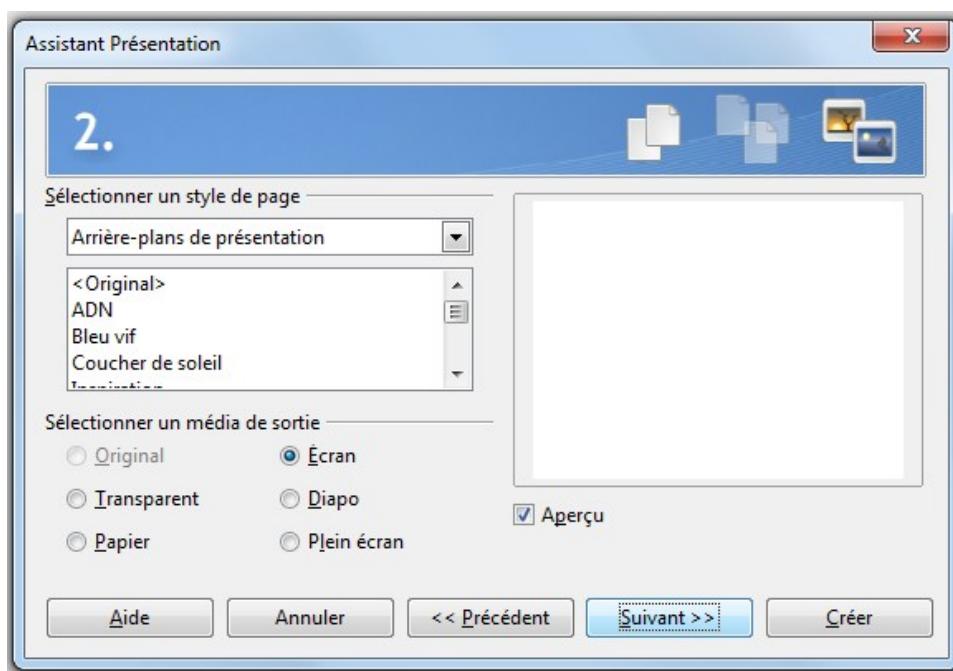 Assistant Présentation
2.
Sélectionner un style de page
Arrière-plans de présentation
<Original>
ADN
Bleu vif
Coucher de soleil
Inspiration
Sélectionner un média de sortie
Original
Écran
Transparent
Diapo
Papier
Plein écran
Aperçu
Aide
Annuler
<< Précédent
Suivant >>
Créer